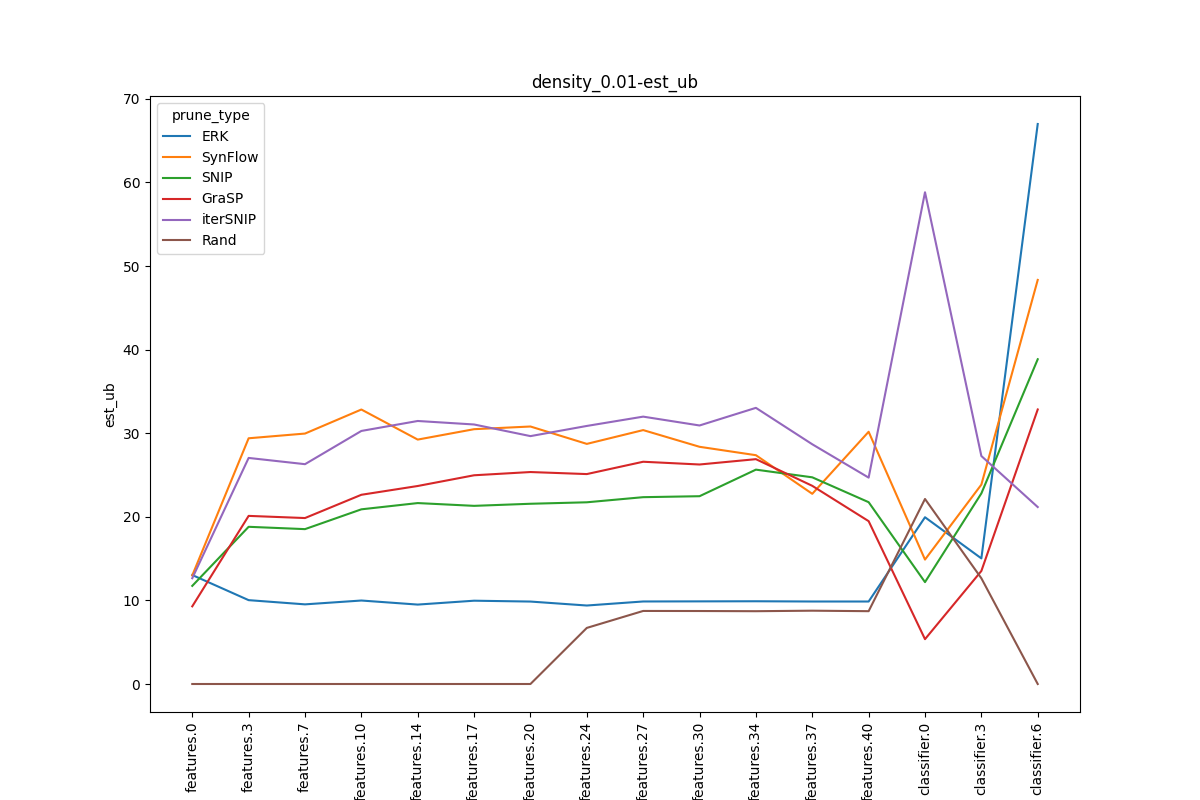 density_0.01-est_ub
prune_type
ERK
SynFlow
SNIP
GraSP
iterSNIP
Rand
est_ub
70
60
50
40
30
20
10
0
features.0
features.3
features.7
features.10
features.14
features.17
features.20
features.24
features.27
features.30
features.34
features.37
features.40
classifier.0
classifier.3
classifier.6